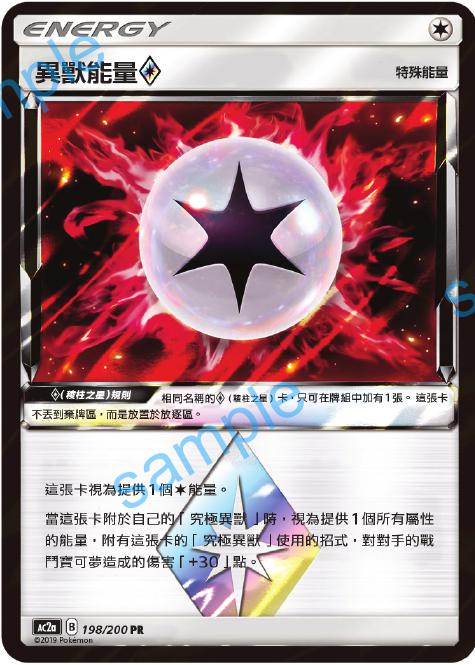 ENERGY
異獸能量◇
特殊能量
◇(稜柱之星)規則 相同名稱的◇(稜柱之星)卡,只可在牌組中加有1張。這張卡
不丟到棄牌區,而是放置於放逐區。
這張卡視為提供1個無能量。
當這張卡附於自己的「究極異獸」時,視為提供1個所有屬性
的能量,附有這張卡的「究極異獸」使用的招式,對對手的戰
鬥寶可夢造成的傷害「+30」點。
AC2a B 198/200 PR
©2019 Pokémon
sample
sample